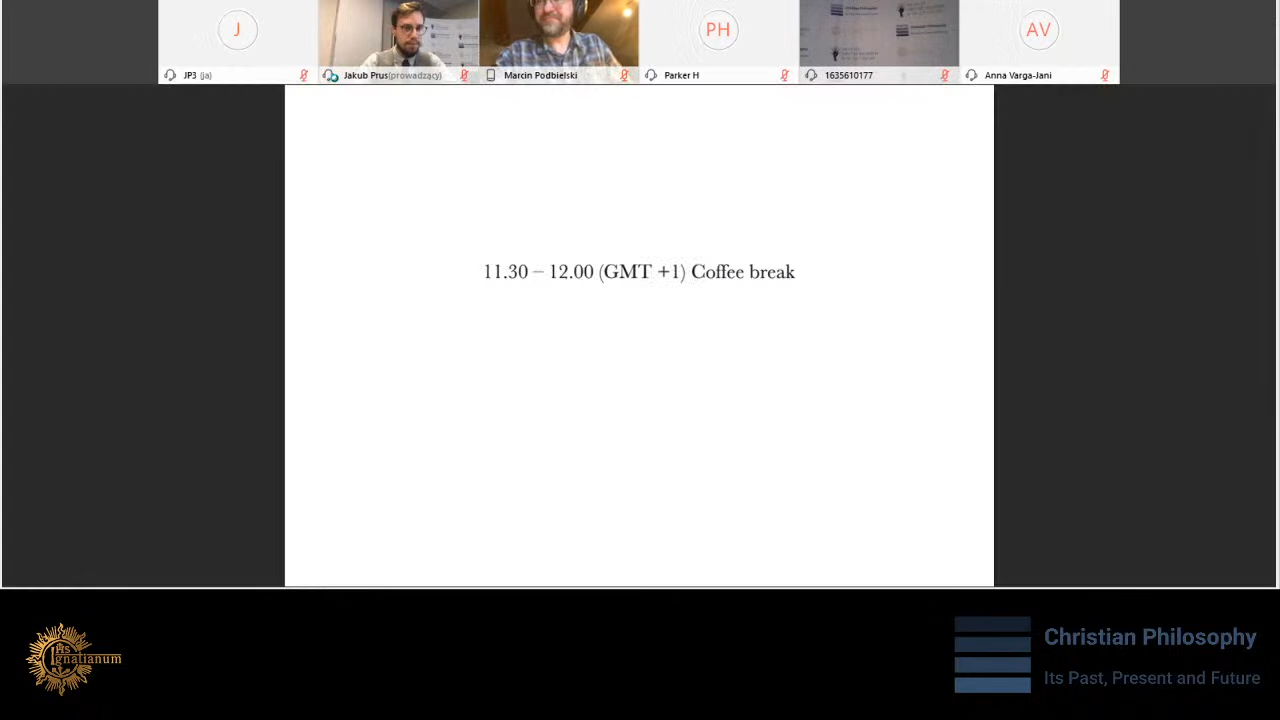 J
PH
AV
JP3 (ja)
Jakub Prus(prowadzący)
Marcin Podbielski
Parker H
1635610177
Anna Varga-Jani
11.30 – 12.00 (GMT +1) Coffee break
Ignatianum
Christian Philosophy
Its Past, Present and Future